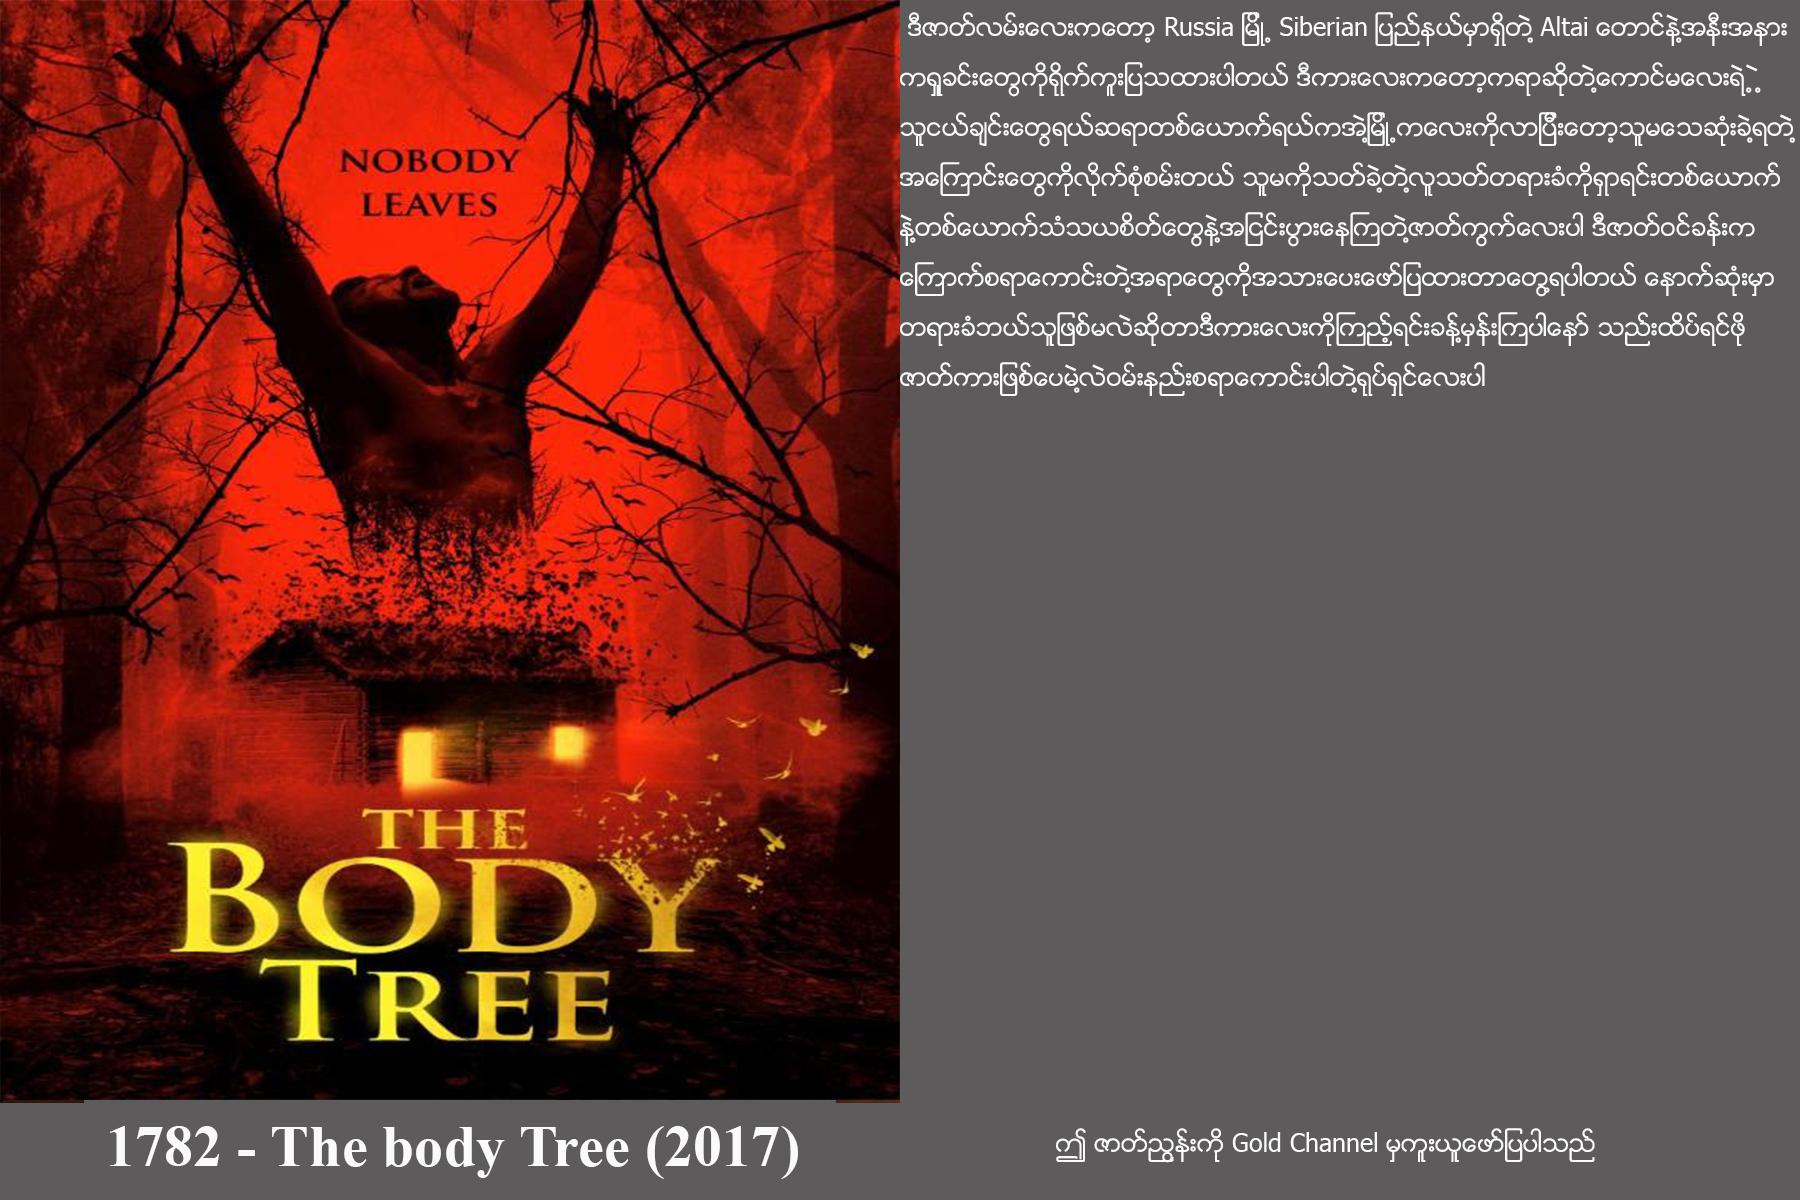 NOBODY
LEAVES
THE
BODY
TREE
1782 - The body Tree (2017)
ဒီဇာတ်လမ်းလေးကတော့ Russia မြို့ Siberian ပြည်နယ်မှာရှိတဲ့ Altai တောင်နဲ့အနီးအနား
ကရှုခင်းတွေကိုရိုက်ကူးပြသထားပါတယ် ဒီကားလေးကတော့ကရာဆိုတဲ့ကောင်မလေးရဲ့့
သူငယ်ချင်းတွေရယ်ဆရာတစ်ယောက်ရယ်ကအဲ့မြို့ကလေးကိုလာပြီးတော့သူမသေဆုံးခဲ့ရတဲ့
အကြောင်းတွေကိုလိုက်စုံစမ်းတယ် သူမကိုသတ်ခဲ့တဲ့လူသတ်တရားခံကိုရှာရင်းတစ်ယောက်
နဲ့တစ်ယောက်သံသယစိတ်တွေနဲ့အငြင်းပွားနေကြတဲ့ဇာတ်ကွက်လေးပါ ဒီဇာတ်ဝင်ခန်းက
ကြောက်စရာကောင်းတဲ့အရာတွေကိုအသားပေးဖော်ပြထားတာတွေ့ရပါတယ် နောက်ဆုံးမှာ
တရားခံဘယ်သူဖြစ်မလဲဆိုတာဒီကားလေးကိုကြည့်ရင်းခန့်မှန်းကြပါနော် သည်းထိပ်ရင်ဖို
ဇာတ်ကားဖြစ်ပေမဲ့လဲဝမ်းနည်းစရာကောင်းပါတဲ့ရုပ်ရှင်လေးပါ
ဤ ဇာတ်ညွှန်းကို Gold Channel မှကူးယူဖော်ပြပါသည်